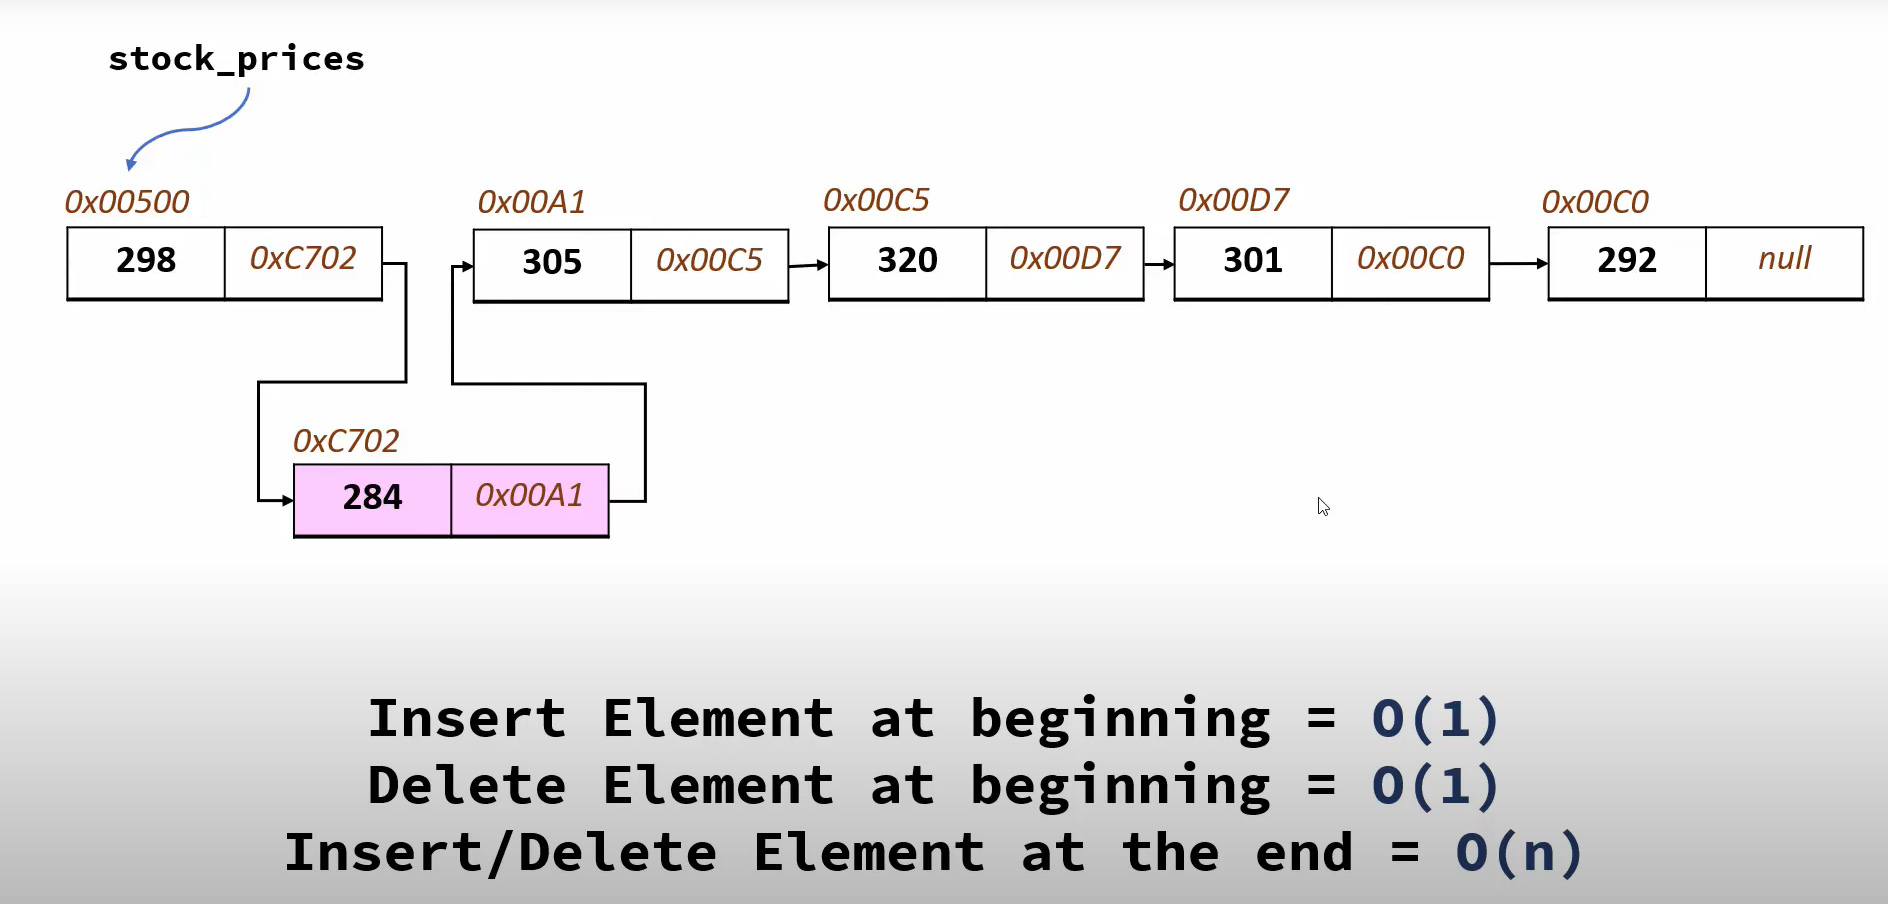 stock_prices
0x00500
0x00A1
0x00C5
0x00D7
0x00C0
298 0xC702
305 0x00C5
320 0x00D7
301 0x00C0
292 null
0xC702
284 0x00A1
Insert Element at beginning = O(1)
Delete Element at beginning = O(1)
Insert/Delete Element at the end = O(n)